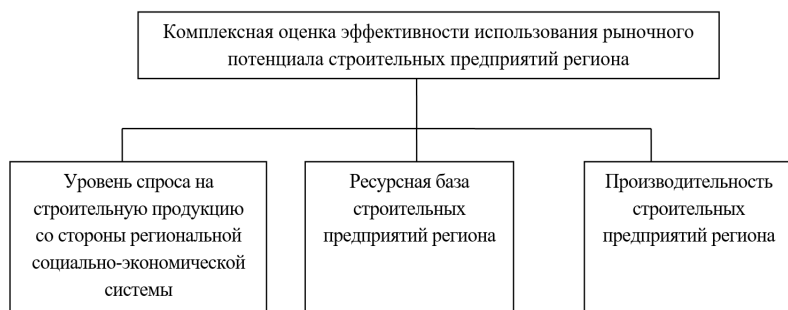 Комплексная оценка эффективности использования рыночного
потенциала строительных предприятий региона
Уровень спроса на
строительную продукцию
со стороны региональной
социально-экономической
системы
Ресурсная база
строительных
предприятий региона
Производительность
строительных
предприятий региона